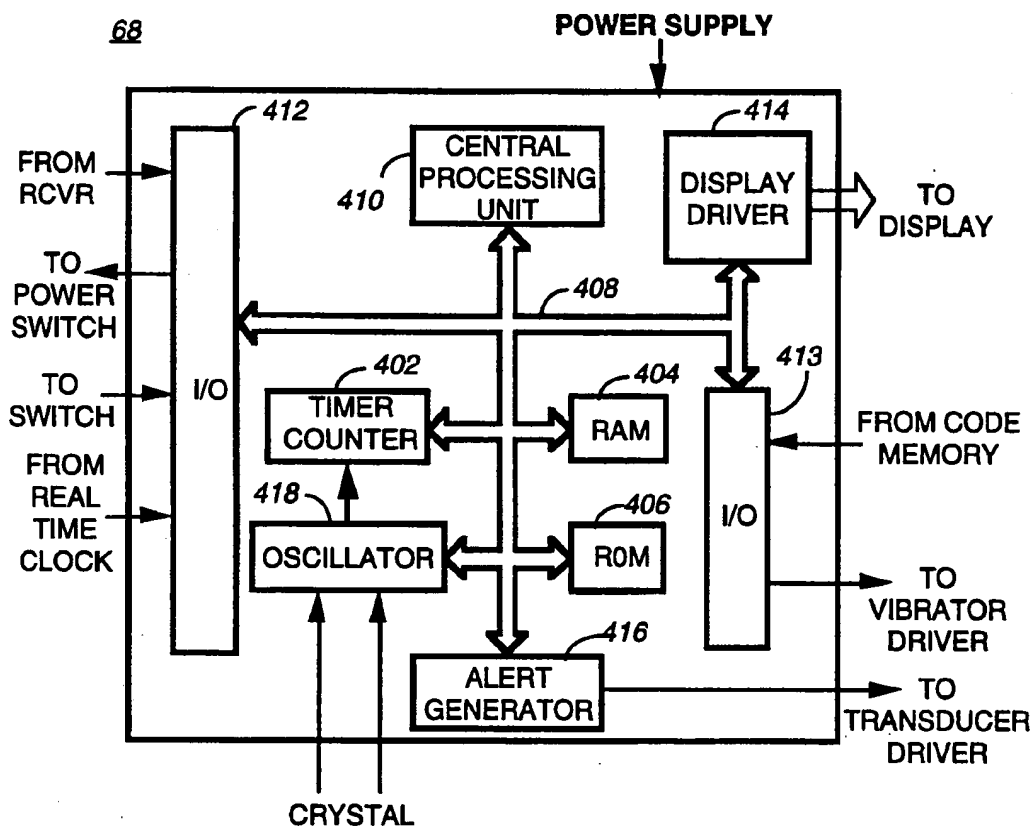 68
POWER SUPPLY
412
414
FROM
RCVR
410
CENTRAL
PROCESSING
UNIT
DISPLAY
DRIVER
TO
DISPLAY
TO
POWER
SWITCH
408
I/O
TO
SWITCH
402
TIMER
COUNTER
404
RAM
413
I/O
FROM CODE
MEMORY
FROM
REAL
TIME
CLOCK
418
OSCILLATOR
406
R0M
TO
VIBRATOR
DRIVER
416
ALERT
GENERATOR
TO
TRANSDUCER
DRIVER
CRYSTAL